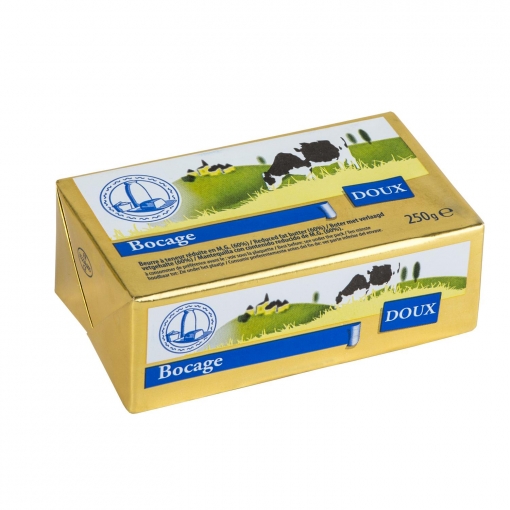 Bocage
DOUX
250g e
Beurre à teneur réduite en M.G. (60%) / Reduced fat butter (60%) / Boter met verlaagd
vetgehalte (60%) / Mantequilla con contenido reducido de M.G. (60%).
Bocage
DOUX